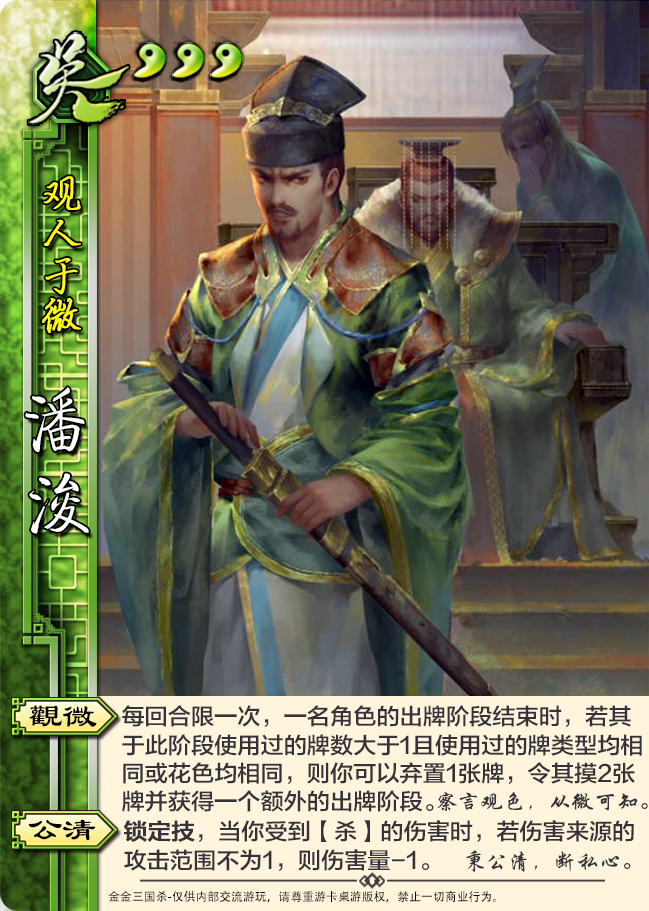 吴
观人于微
潘浚
觀微
每回合限一次，一名角色的出牌阶段结束时，若其
于此阶段使用过的牌数大于1且使用过的牌类型均相
同或花色均相同，则你可以弃置1张牌，令其摸2张
牌并获得一个额外的出牌阶段。察言观色，从微可知。
公清
锁定技，当你受到【杀】的伤害时，若伤害来源的
攻击范围不为1，则伤害量-1。 秉公清，断私心。
金金三国杀-仅供内部交流游玩，请尊重游卡桌游版权，禁止一切商业行为。